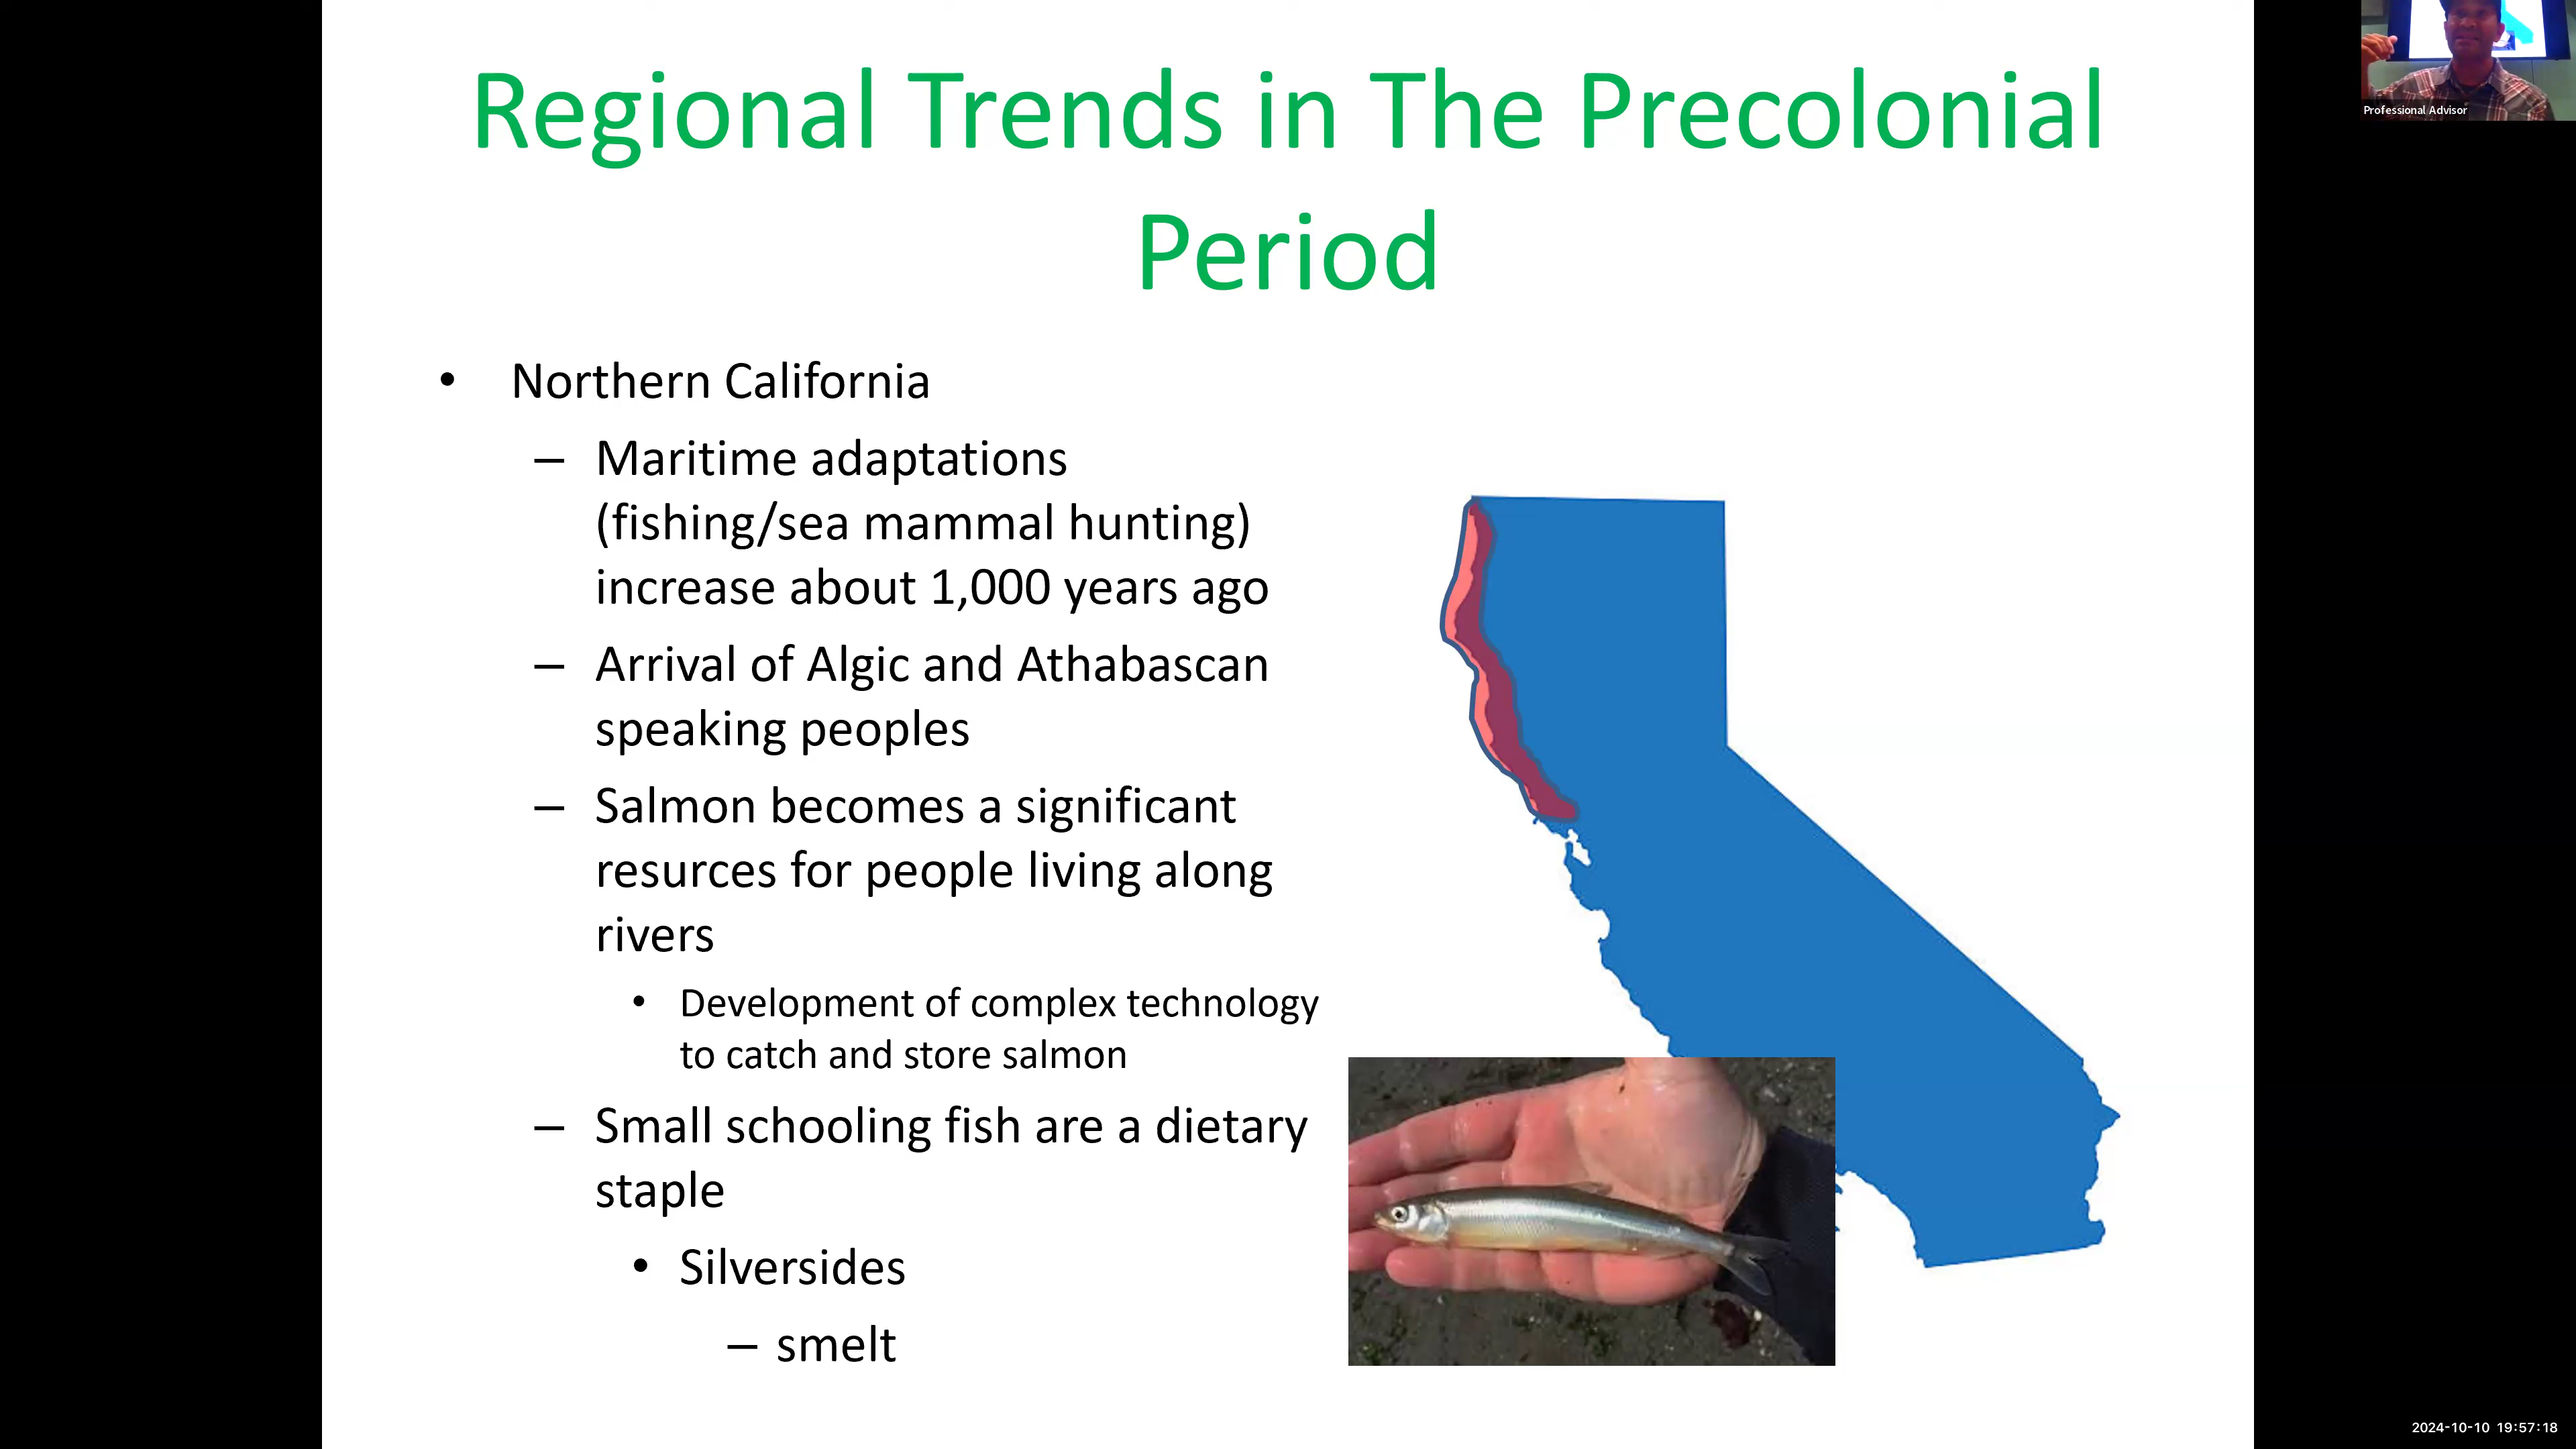 Regional Trends in The Precolonial
Period
Professional Advisor
• Northern California
– Maritime adaptations
(fishing/sea mammal hunting)
increase about 1,000 years ago
– Arrival of Algic and Athabascan
speaking peoples
– Salmon becomes a significant
resurces for people living along
rivers
• Development of complex technology
to catch and store salmon
– Small schooling fish are a dietary
staple
• Silversides
– smelt
2024-10-10 19:57:18